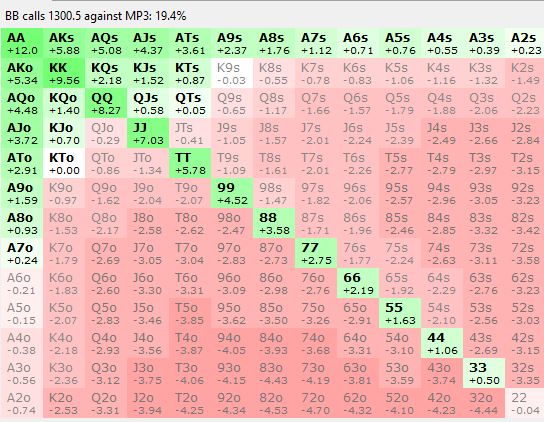 BB calls 1300.5 against MP3: 19.4%
AA AKs AQs AJs ATs A9s A8s A7s A6s A5s A4s A3s A2s
+12.0 +5.88 +5.08 +4.37 +3.61 +2.37 +1.76 +1.12 +0.71 +0.76 +0.55 +0.39 +0.23
AKo KK KQs KJs KTs K9s K8s K7s K6s K5s K4s K3s K2s
+5.34 +9.56 +2.18 +1.52 +0.87 -0.03 -0.55 -0.78 -0.83 -1.06 -1.16 -1.32 -1.49
AQo KQo QQ QJs QTs Q9s Q8s Q7s Q6s Q5s Q4s Q3s Q2s
+4.48 +1.40 +8.27 +0.58 +0.05 -0.65 -1.17 -1.66 -1.57 -1.79 -1.88 -2.06 -2.23
AJo KJo QJo JJ JTs J9s J8s J7s J6s J5s J4s J3s J2s
+3.72 +0.70 -0.29 +7.03 -0.41 -1.05 -1.57 -2.01 -2.24 -2.39 -2.49 -2.66 -2.84
ATo KTo QTo JTo TT T9s T8s T7s T6s T5s T4s T3s T2s
+2.91 +0.00 -0.86 -1.34 +5.78 -1.09 -1.61 -2.01 -2.26 -2.77 -2.79 -2.97 -3.15
A9o K9o Q9o J9o T9o 99 98s 97s 96s 95s 94s 93s 92s
+1.59 -0.97 -1.62 -2.04 -2.07 +4.52 -1.47 -1.82 -2.06 -2.57 -2.96 -3.05 -3.23
A8o K8o Q8o J8o T8o 98o 88 87s 86s 85s 84s 83s 82s
+0.93 -1.53 -2.17 -2.58 -2.62 -2.47 +3.58 -1.71 -1.96 -2.46 -2.85 -3.32 -3.42
A7o K7o Q7o J7o T7o 97o 87o 77 76s 75s 74s 73s 72s
+0.24 -1.79 -2.69 -3.05 -3.04 -2.83 -2.73 +2.75 -1.77 -2.24 -2.63 -3.11 -3.58
A6o K6o Q6o J6o T6o 96o 86o 76o 66 65s 64s 63s 62s
-0.21 -1.83 -2.60 -3.30 -3.31 -3.09 -2.98 -2.76 +2.19 -1.92 -2.29 -2.76 -3.23
A5o K5o Q5o J5o T5o 95o 85o 75o 65o 55 54s 53s 52s
-0.15 -2.07 -2.83 -3.46 -3.85 -3.62 -3.50 -3.26 -2.91 +1.63 -2.10 -2.56 -3.03
A4o K4o Q4o J4o T4o 94o 84o 74o 64o 54o 44 43s 42s
-0.38 -2.18 -2.93 -3.56 -3.87 -4.05 -3.93 -3.68 -3.31 -3.10 +1.06 -2.69 -3.15
A3o K3o Q3o J3o T3o 93o 83o 73o 63o 53o 43o 33 32s
-0.56 -2.36 -3.12 -3.75 -4.06 -4.15 -4.43 -4.19 -3.81 -3.59 -3.74 +0.50 -3.35
A2o K2o Q2o J2o T2o 92o 82o 72o 62o 52o 42o 32o 22
-0.74 -2.53 -3.31 -3.94 -4.25 -4.34 -4.53 -4.70 -4.32 -4.10 -4.23 -4.44 -0.04